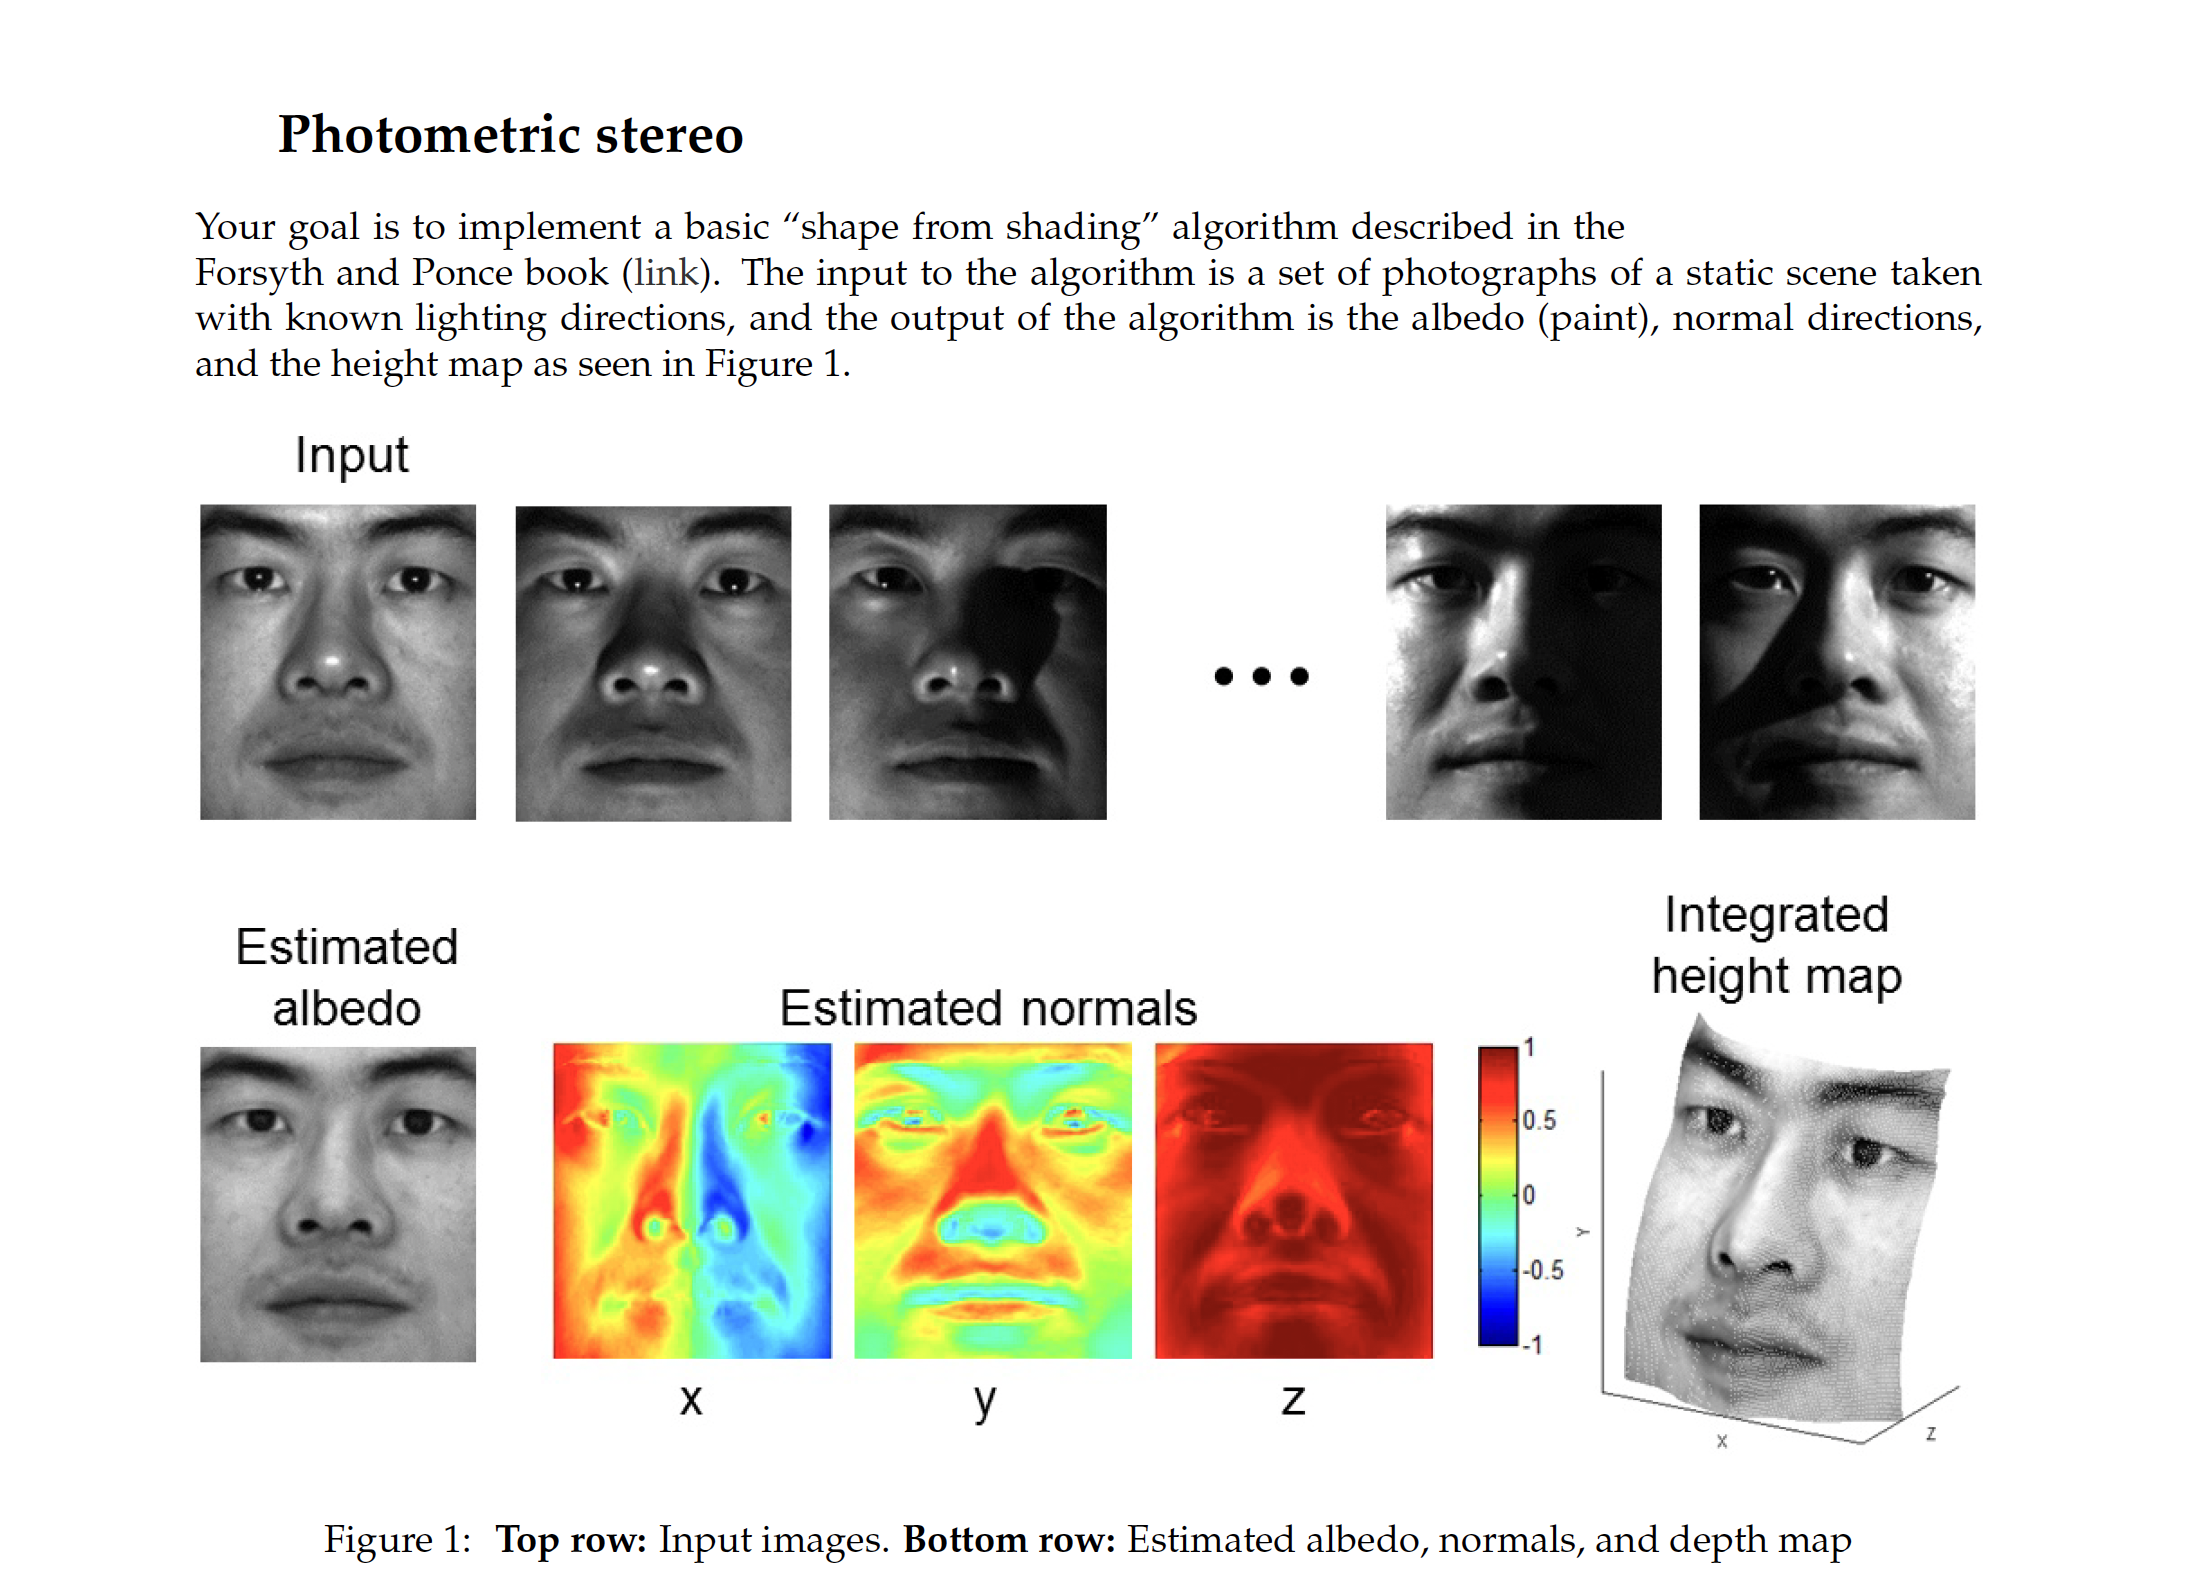 Photometric stereo
Your goal is to implement a basic “shape from shading” algorithm described in the
Forsyth and Ponce book (link). The input to the algorithm is a set of photographs of a static scene taken
with known lighting directions, and the output of the algorithm is the albedo (paint), normal directions,
and the height map as seen in Figure 1.
Input
Estimated
albedo
Estimated normals
Integrated
height map
1
0.5
0
-0.5
-1
x
y
z
Y
X
Z
Figure 1: Top row: Input images. Bottom row: Estimated albedo, normals, and depth map